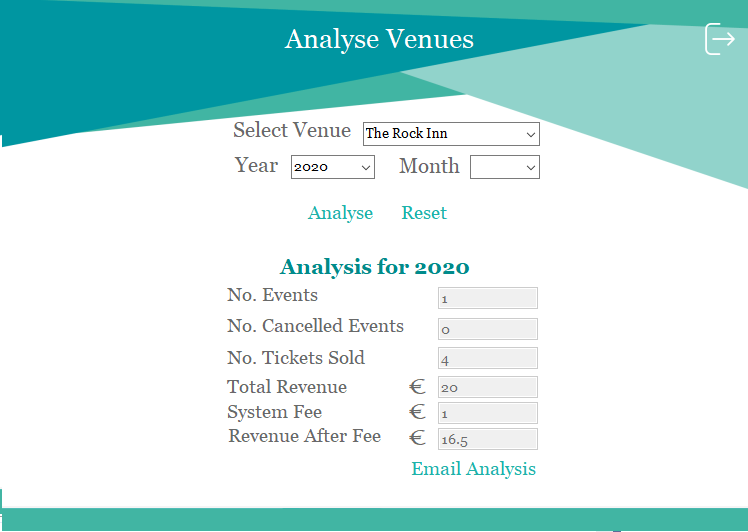 Analyse Venues
Select Venue The Rock Inn
Year 2020 Month
Analyse Reset
Analysis for 2020
No. Events 1
No. Cancelled Events 0
No. Tickets Sold 4
Total Revenue € 20
System Fee € 1
Revenue After Fee € 16.5
Email Analysis